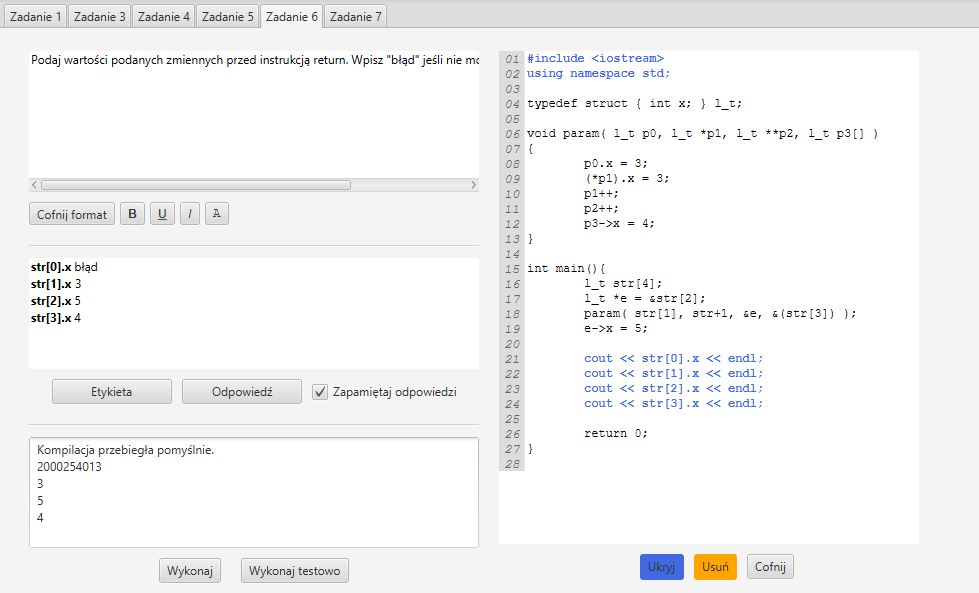 Zadanie 1 Zadanie 3 Zadanie 4 Zadanie 5 Zadanie 6 Zadanie 7
Podaj wartości podanych zmiennych przed instrukcją return. Wpisz "błąd" jeśli nie
Cofnij format B U I A
str[0].x błąd
str[1].x 3
str[2].x 5
str[3].x 4
Etykieta Odpowiedź Zapamiętaj odpowiedzi
Kompilacja przebiegła pomyślnie.
2000254013
3
5
4
Wykonaj Wykonaj testowo
01 #include <iostream>
02 using namespace std;
03
04 typedef struct { int x; } l_t;
05
06 void param( l_t p0, l_t *p1, l_t **p2, l_t p3[] )
07 {
08 p0.x = 3;
09 (*p1).x = 3;
10 p1++;
11 p2++;
12 p3->x = 4;
13 }
14
15 int main(){
16 l_t str[4];
17 l_t *e = &str[2];
18 param( str[1], str+1, &e, &(str[3]) );
19 e->x = 5;
20
21 cout << str[0].x << endl;
22 cout << str[1].x << endl;
23 cout << str[2].x << endl;
24 cout << str[3].x << endl;
25
26 return 0;
27 }
28
Ukryj Usuń Cofnij